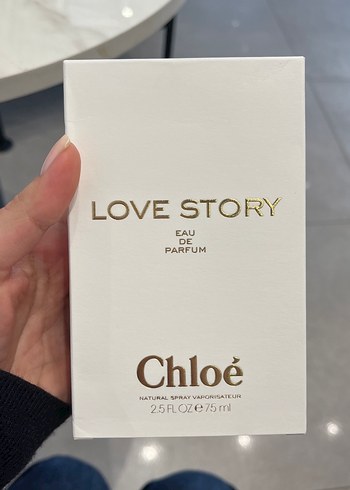 LOVE STORY
EAU
DE
PARFUM
Chloé
NATURAL SPRAY VAPORISATEUR
2.5 FL OZ ℮ 75 ml